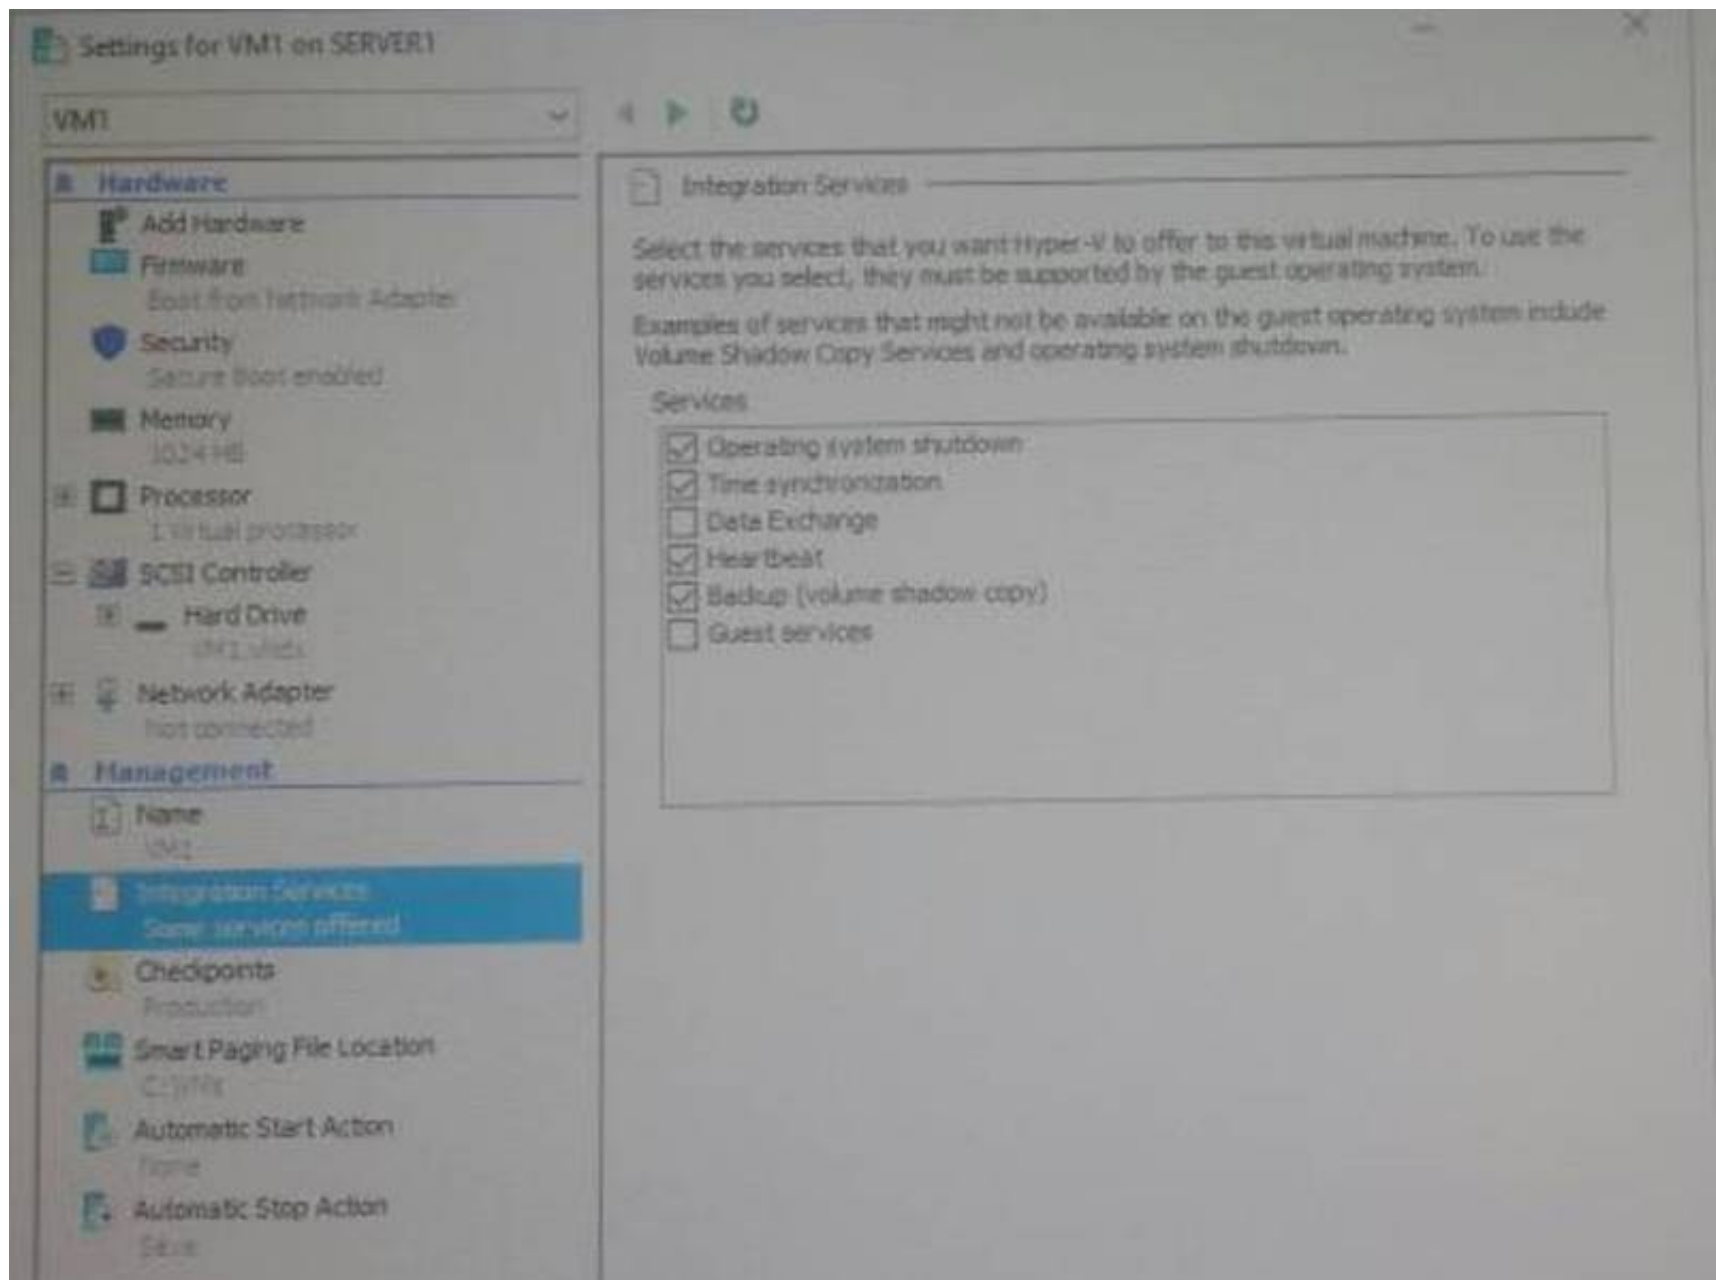 Settings for VM1 on SERVER1
VM1
Hardware
Add Hardware
Firmware
Boot from Network Adapter
Security
Secure Boot enabled
Memory
1024 MB
Processor
1 Virtual processor
SCSI Controller
Hard Drive
VM1.vhdx
Network Adapter
Not connected
Management
Name
VM1
Integration Services
Some services offered
Checkpoints
Production
Smart Paging File Location
C:\VMs
Automatic Start Action
None
Automatic Stop Action
Save
Integration Services
Select the services that you want Hyper-V to offer to this virtual machine. To use the
services you select, they must be supported by the guest operating system.
Examples of services that might not be available on the guest operating system include
Volume Shadow Copy Services and operating system shutdown.
Services
Operating system shutdown
Time synchronization
Data Exchange
Heartbeat
Backup (volume shadow copy)
Guest services